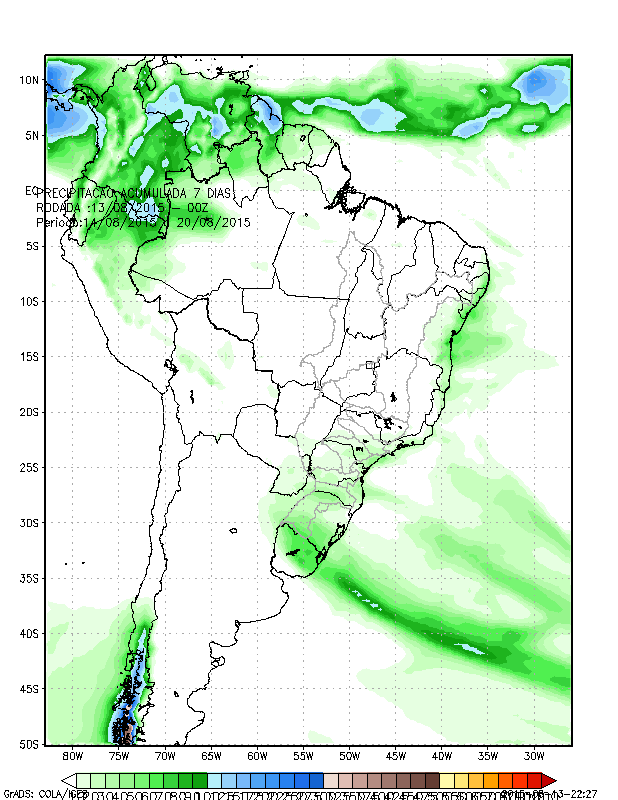 10N
5N
EQ
PRECIPITACAO ACUMULADA 7 DIAS
RODADA :13/08/2015 - 00Z
Periodo:14/08/2015 a 20/08/2015
5S
10S
15S
20S
25S
30S
35S
40S
45S
50S
80W 75W 70W 65W 60W 55W 50W 45W 40W 35W 30W
GrADS: COLA/IGES
2015-08-13-22:27